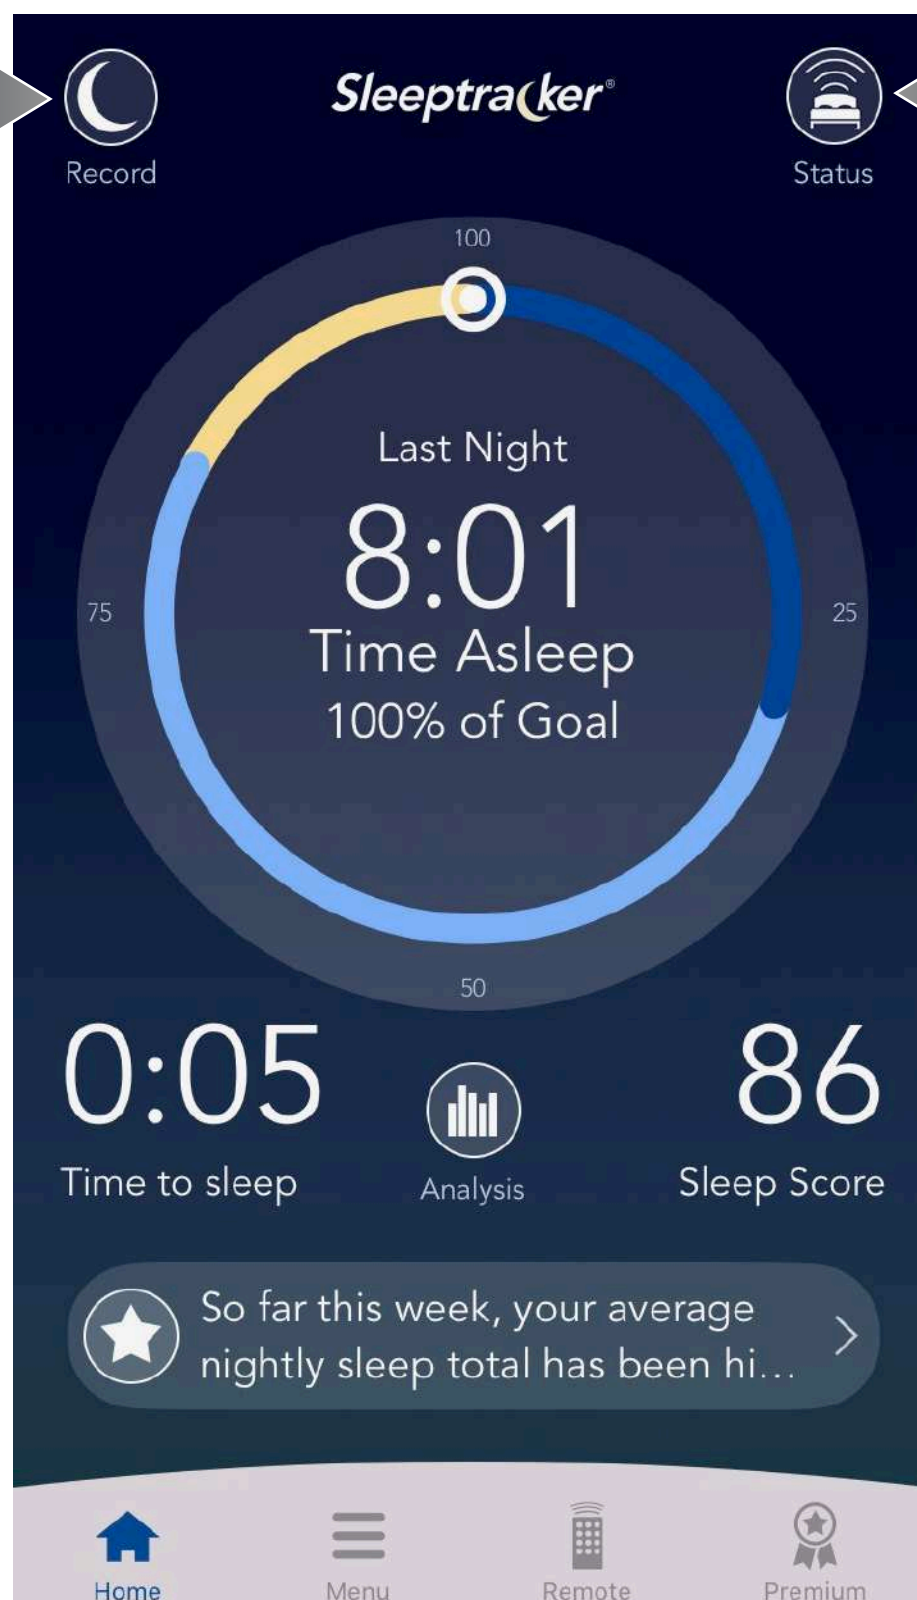 Sleeptracker®
Record
Status
100
Last Night
8:01
75
25
Time Asleep
100% of Goal
50
0:05
86
Time to sleep
Analysis
Sleep Score
So far this week, your average
nightly sleep total has been hi...
Home
Menu
Remote
Premium